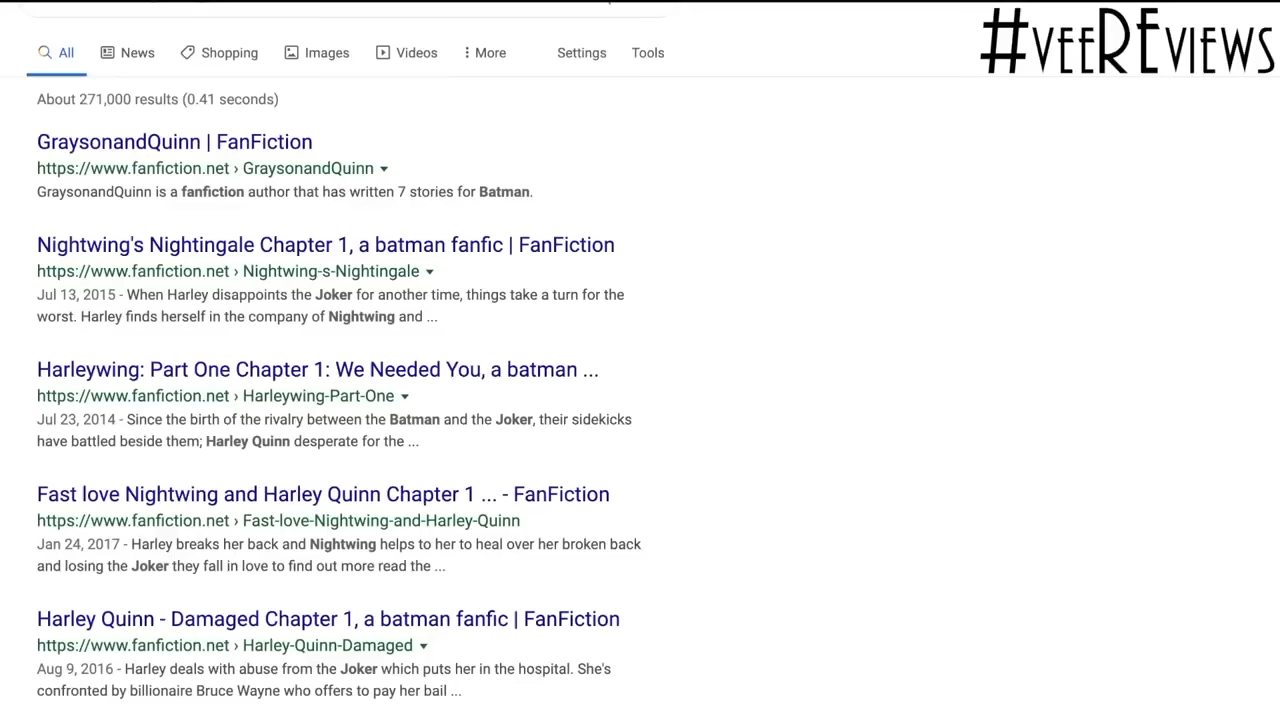 #VEEREVIEWS
All News Shopping Images Videos More Settings Tools
About 271,000 results (0.41 seconds)
GraysonandQuinn | FanFiction
https://www.fanfiction.net › GraysonandQuinn
GraysonandQuinn is a fanfiction author that has written 7 stories for Batman.
Nightwing's Nightingale Chapter 1, a batman fanfic | FanFiction
https://www.fanfiction.net › Nightwing-s-Nightingale
Jul 13, 2015 - When Harley disappoints the Joker for another time, things take a turn for the
worst. Harley finds herself in the company of Nightwing and ...
Harleywing: Part One Chapter 1: We Needed You, a batman ...
https://www.fanfiction.net › Harleywing-Part-One
Jul 23, 2014 - Since the birth of the rivalry between the Batman and the Joker, their sidekicks
have battled beside them; Harley Quinn desperate for the ...
Fast love Nightwing and Harley Quinn Chapter 1 ... - FanFiction
https://www.fanfiction.net › Fast-love-Nightwing-and-Harley-Quinn
Jan 24, 2017 - Harley breaks her back and Nightwing helps to her to heal over her broken back
and losing the Joker they fall in love to find out more read the ...
Harley Quinn - Damaged Chapter 1, a batman fanfic | FanFiction
https://www.fanfiction.net › Harley-Quinn-Damaged
Aug 9, 2016 - Harley deals with abuse from the Joker which puts her in the hospital. She's
confronted by billionaire Bruce Wayne who offers to pay her bail ...